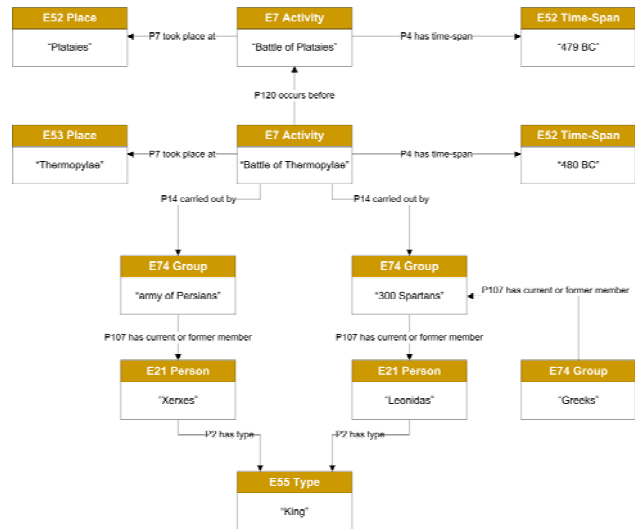 E52 Place
"Plataies"
P7 took place at
E7 Activity
"Battle of Plataies"
P4 has time-span
E52 Time-Span
"479 BC"
P120 occurs before
E53 Place
"Thermopylae"
P7 took place at
E7 Activity
"Battle of Thermopylae"
P4 has time-span
E52 Time-Span
"480 BC"
P14 carried out by
P14 carried out by
E74 Group
"army of Persians"
E74 Group
"300 Spartans"
P107 has current or former member
P107 has current or former member
P107 has current or former member
E21 Person
"Xerxes"
E21 Person
"Leonidas"
E74 Group
"Greeks"
P2 has type
P2 has type
E55 Type
"King"